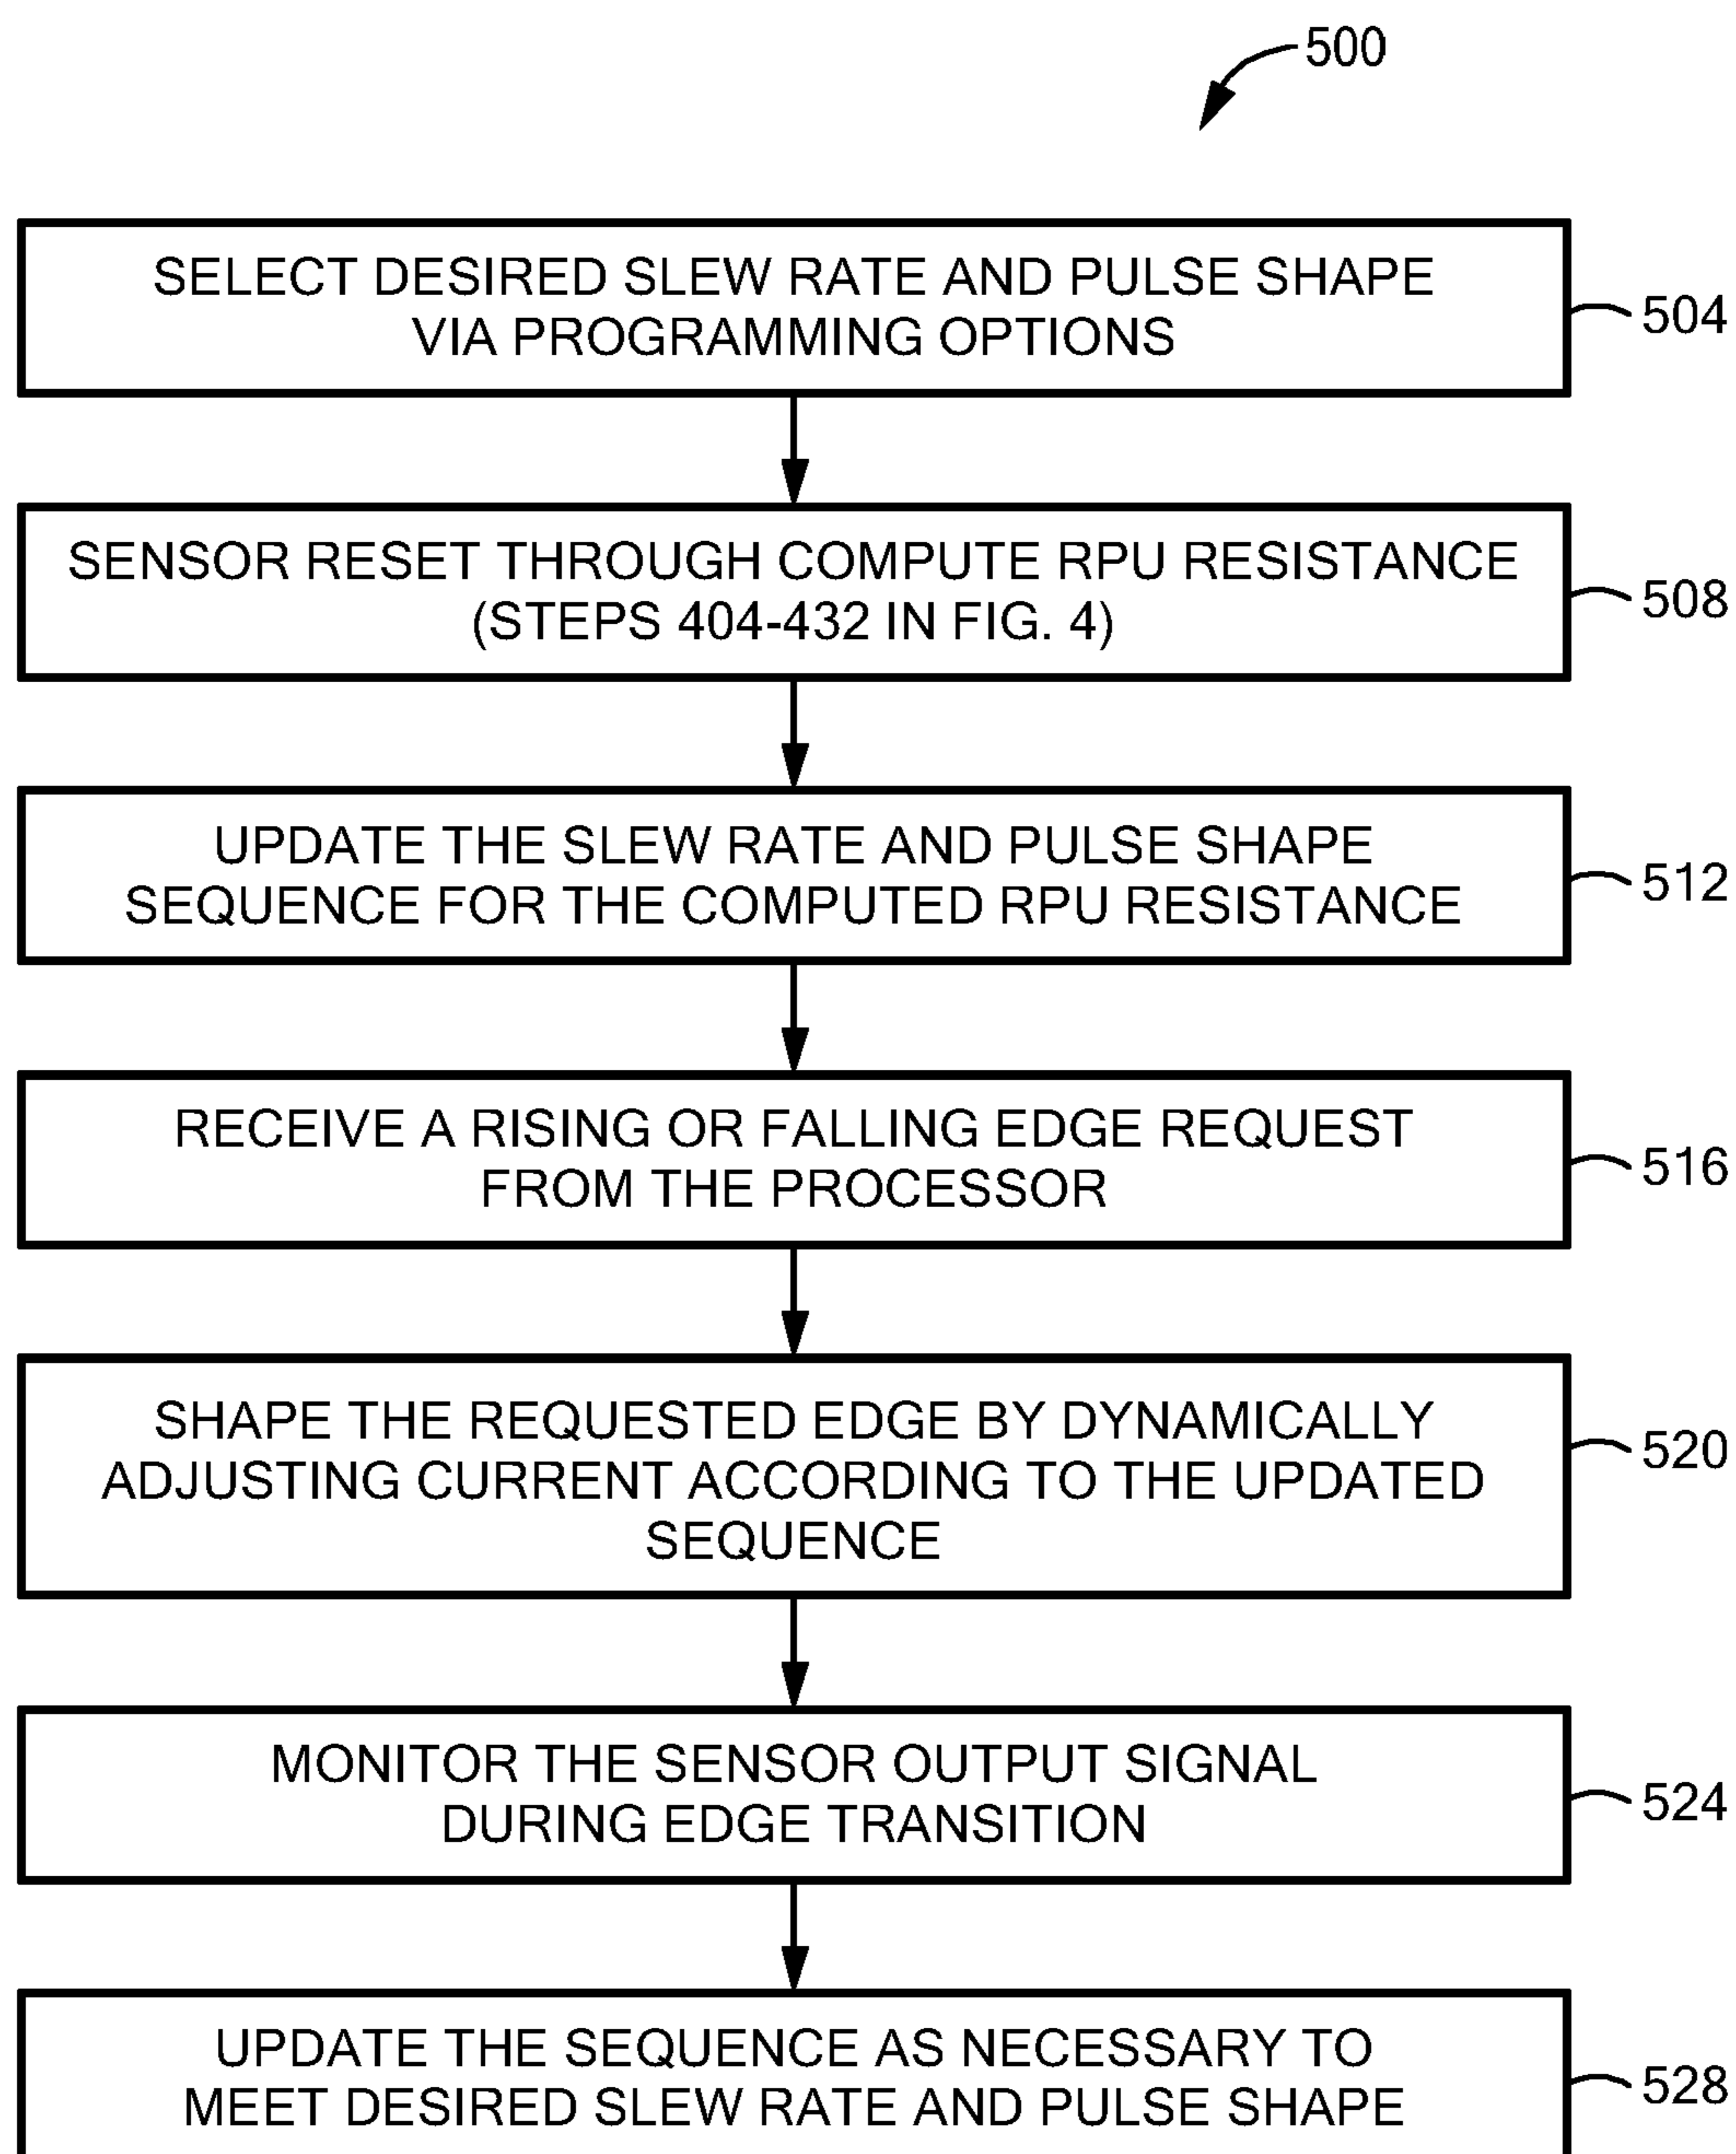 500
SELECT DESIRED SLEW RATE AND PULSE SHAPE
VIA PROGRAMMING OPTIONS
504
SENSOR RESET THROUGH COMPUTE RPU RESISTANCE
(STEPS 404-432 IN FIG. 4)
508
UPDATE THE SLEW RATE AND PULSE SHAPE
SEQUENCE FOR THE COMPUTED RPU RESISTANCE
512
RECEIVE A RISING OR FALLING EDGE REQUEST
FROM THE PROCESSOR
516
SHAPE THE REQUESTED EDGE BY DYNAMICALLY
ADJUSTING CURRENT ACCORDING TO THE UPDATED
SEQUENCE
520
MONITOR THE SENSOR OUTPUT SIGNAL
DURING EDGE TRANSITION
524
UPDATE THE SEQUENCE AS NECESSARY TO
MEET DESIRED SLEW RATE AND PULSE SHAPE
528